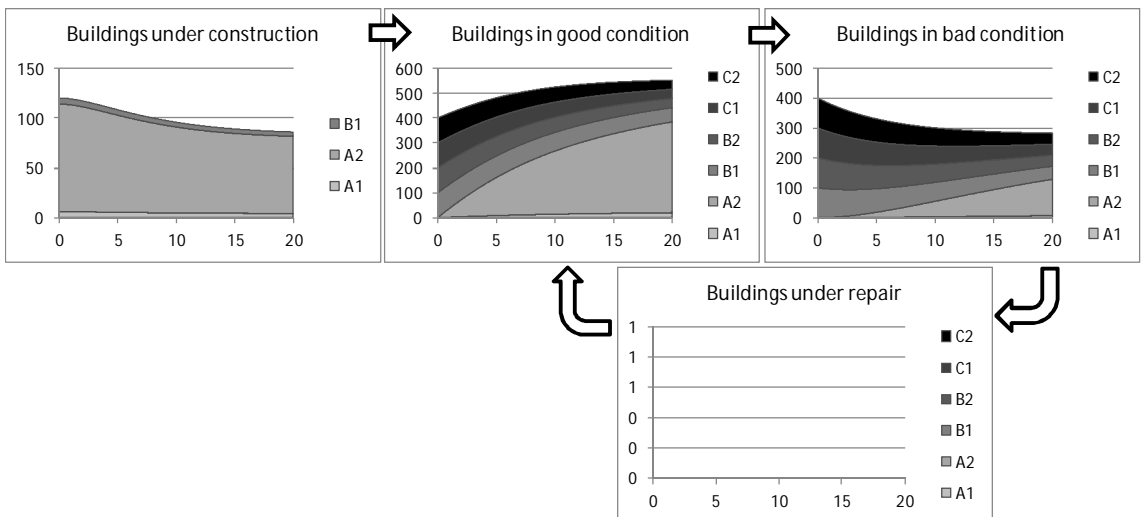 Buildings under construction
150
100
50
0
0 5 10 15 20
B1
A2
A1
Buildings in good condition
600
500
400
300
200
100
0
0 5 10 15 20
C2
C1
B2
B1
A2
A1
Buildings in bad condition
500
400
300
200
100
0
0 5 10 15 20
C2
C1
B2
B1
A2
A1
Buildings under repair
1
1
1
0
0
0
0 5 10 15 20
C2
C1
B2
B1
A2
A1